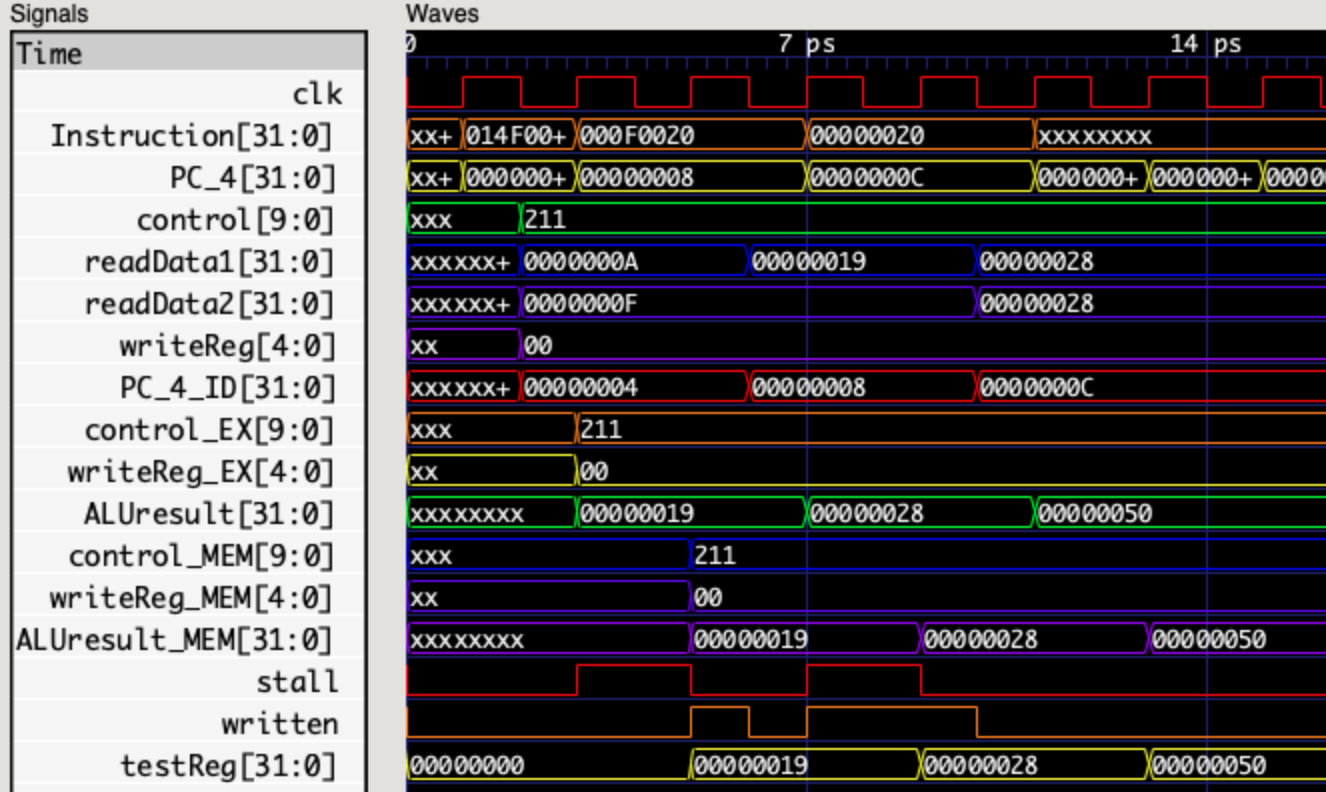 Signals Waves
Time 0 7 ps 14 ps
clk
Instruction[31:0] xx+ 014F00+ 000F0020 00000020 xxxxxxxx
PC_4[31:0] xx+ 000000+ 00000008 0000000C 000000+ 000000+ 0000
control[9:0] xxx 211
readData1[31:0] xxxxxx+ 0000000A 00000019 00000028
readData2[31:0] xxxxxx+ 0000000F 00000028
writeReg[4:0] xx 00
PC_4_ID[31:0] xxxxxx+ 00000004 00000008 0000000C
control_EX[9:0] xxx 211
writeReg_EX[4:0] xx 00
ALUresult[31:0] xxxxxxxx 00000019 00000028 00000050
control_MEM[9:0] xxx 211
writeReg_MEM[4:0] xx 00
ALUresult_MEM[31:0] xxxxxxxx 00000019 00000028 00000050
stall
written
testReg[31:0] 00000000 00000019 00000028 00000050